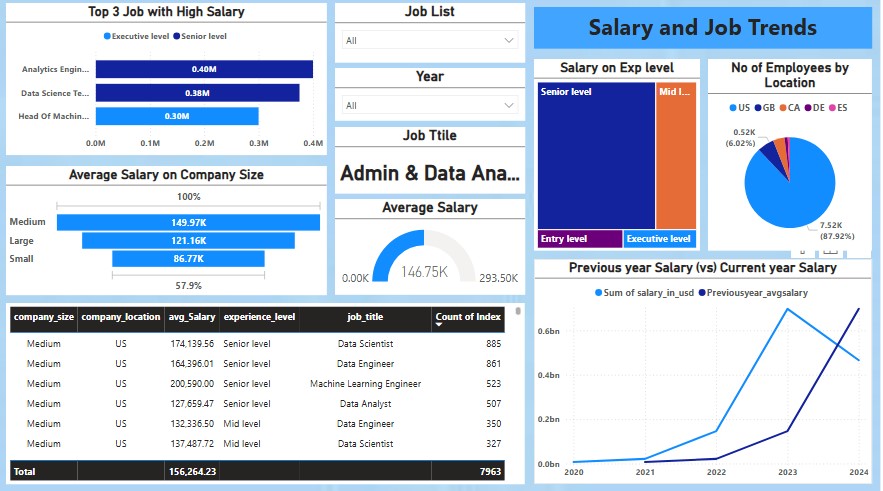 Top 3 Job with High Salary
Executive level Senior level
Analytics Engin... 0.40M
Data Science Te... 0.38M
Head Of Machin... 0.30M
0.0M 0.1M 0.2M 0.3M 0.4M
Job List
All
Year
All
Job Ttile
Admin & Data Ana...
Average Salary
0.00K 146.75K 293.50K
Salary and Job Trends
Salary on Exp level
Senior level Mid l...
Entry level Executive level
No of Employees by
Location
US GB CA DE ES
0.52K
(6.02%)
7.52K
(87.92%)
Average Salary on Company Size
100%
Medium 149.97K
Large 121.16K
Small 86.77K
57.9%
company_size company_location avg_Salary experience_level job_title Count of Index
Medium US 174,139.56 Senior level Data Scientist 885
Medium US 164,396.01 Senior level Data Engineer 861
Medium US 200,590.00 Senior level Machine Learning Engineer 523
Medium US 127,659.47 Senior level Data Analyst 507
Medium US 132,336.50 Mid level Data Engineer 350
Medium US 137,487.72 Mid level Data Scientist 327
Total 156,264.23 7963
Previous year Salary (vs) Current year Salary
Sum of salary_in_usd Previousyear_avgsalary
0.6bn
0.4bn
0.2bn
0.0bn
2020 2021 2022 2023 2024